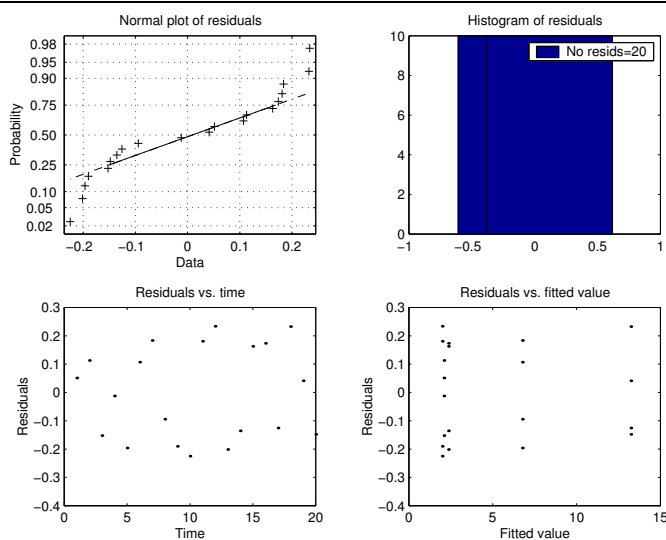 Normal plot of residuals
0.98
0.95
0.90
0.75
0.50
0.25
0.10
0.05
0.02
Probability
−0.2 −0.1 0 0.1 0.2
Data
Histogram of residuals
No resids=20
10
8
6
4
2
0
−1 −0.5 0 0.5 1
Residuals vs. time
0.3
0.2
0.1
0
−0.1
−0.2
−0.3
−0.4
Residuals
0 5 10 15 20
Time
Residuals vs. fitted value
0.3
0.2
0.1
0
−0.1
−0.2
−0.3
−0.4
Residuals
0 5 10 15
Fitted value